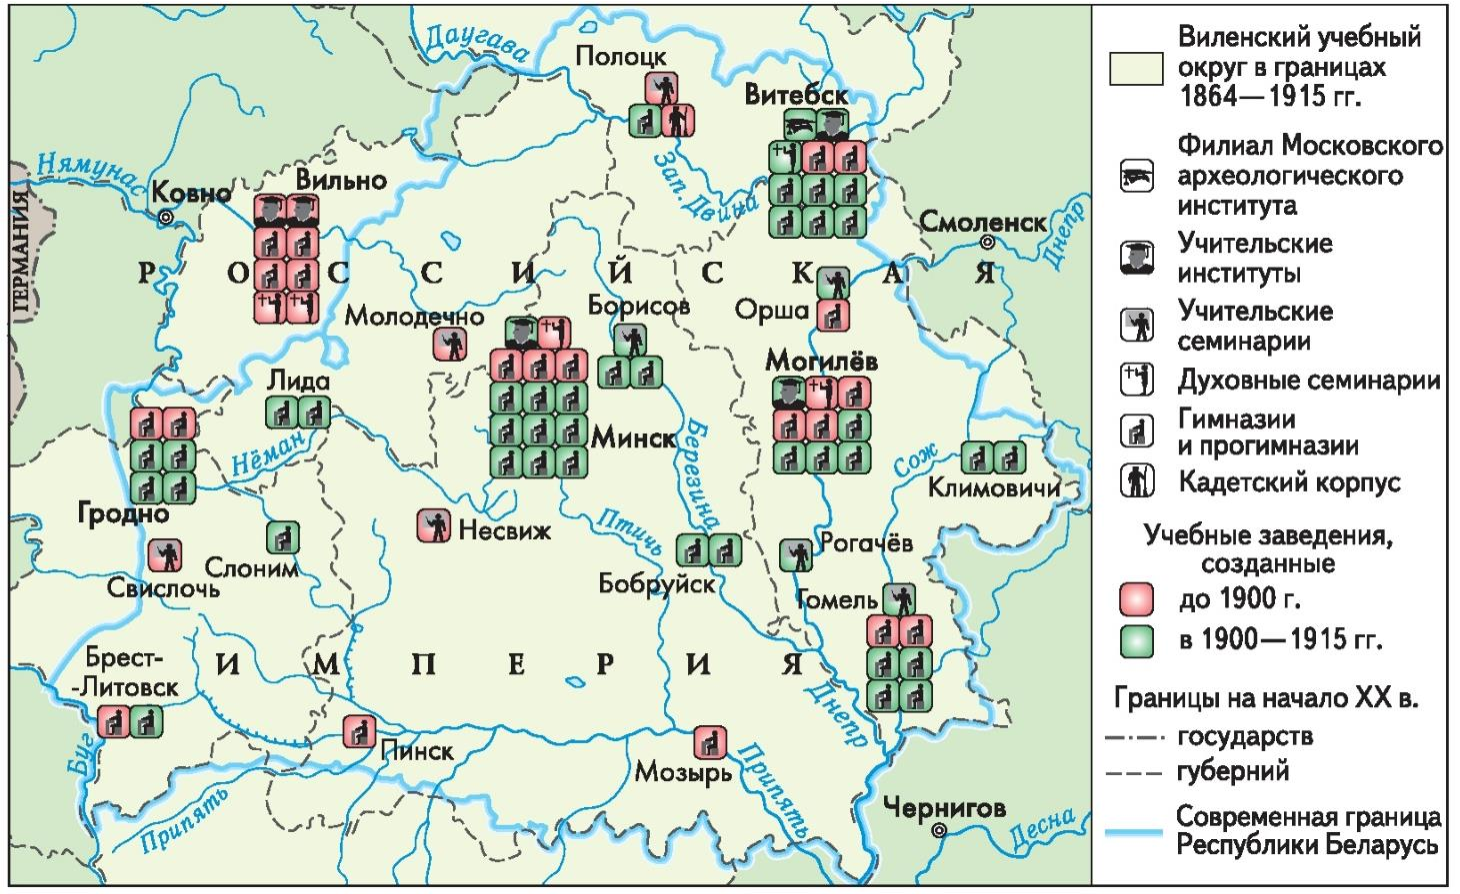 Даугава
Полоцк
Витебск
Нямунас
Ковно
Вильно
Зап. Двина
Смоленск
Днепр
ГЕРМАНИЯ
РОССИЙСКАЯ
Молодечно
Борисов
Орша
Могилёв
Лида
Нёман
Минск
Березина
Сож
Климовичи
Гродно
Несвиж
Птичь
Рогачёв
Свислочь
Слоним
Бобруйск
Гомель
ИМПЕРИЯ
Брест-
-Литовск
Буг
Пинск
Мозырь
Днепр
Припять
Припять
Чернигов
Десна
Виленский учебный
округ в границах
1864—1915 гг.
Филиал Московского
археологического
института
Учительские
институты
Учительские
семинарии
Духовные семинарии
Гимназии
и прогимназии
Кадетский корпус
Учебные заведения,
созданные
до 1900 г.
в 1900—1915 гг.
Границы на начало XX в.
государств
губерний
Современная граница
Республики Беларусь